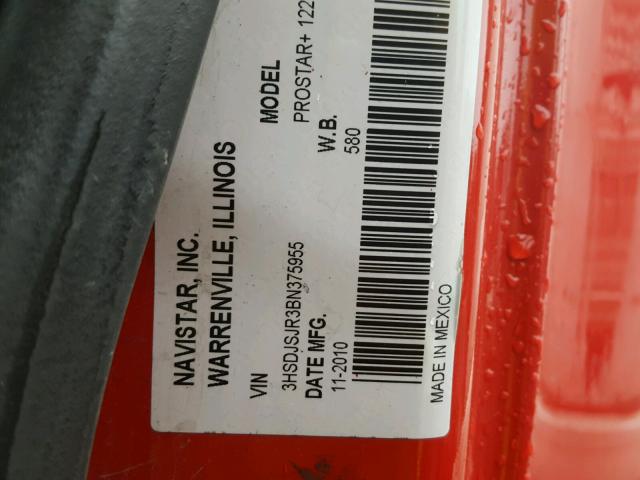 NAVISTAR, INC.
WARRENVILLE, ILLINOIS
VIN MODEL
3HSDJSJR3BN375955 PROSTAR+ 122
DATE MFG. W.B.
11-2010 580
MADE IN MEXICO